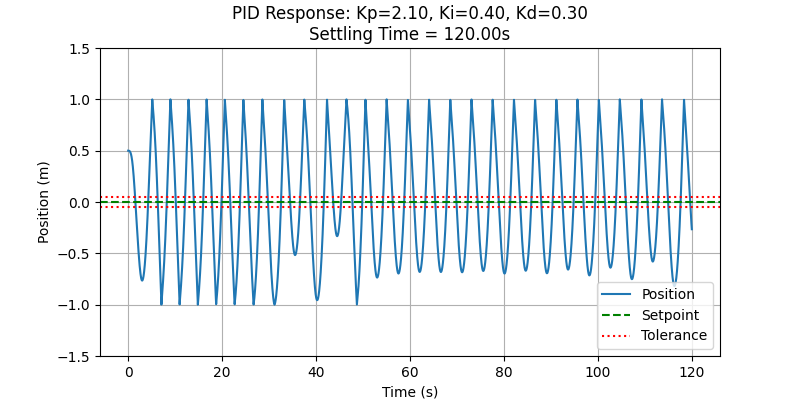 PID Response: Kp=2.10, Ki=0.40, Kd=0.30
Settling Time = 120.00s
1.5
1.0
0.5
0.0
−0.5
−1.0
−1.5
Position (m)
Position
Setpoint
Tolerance
0
20
40
60
80
100
120
Time (s)